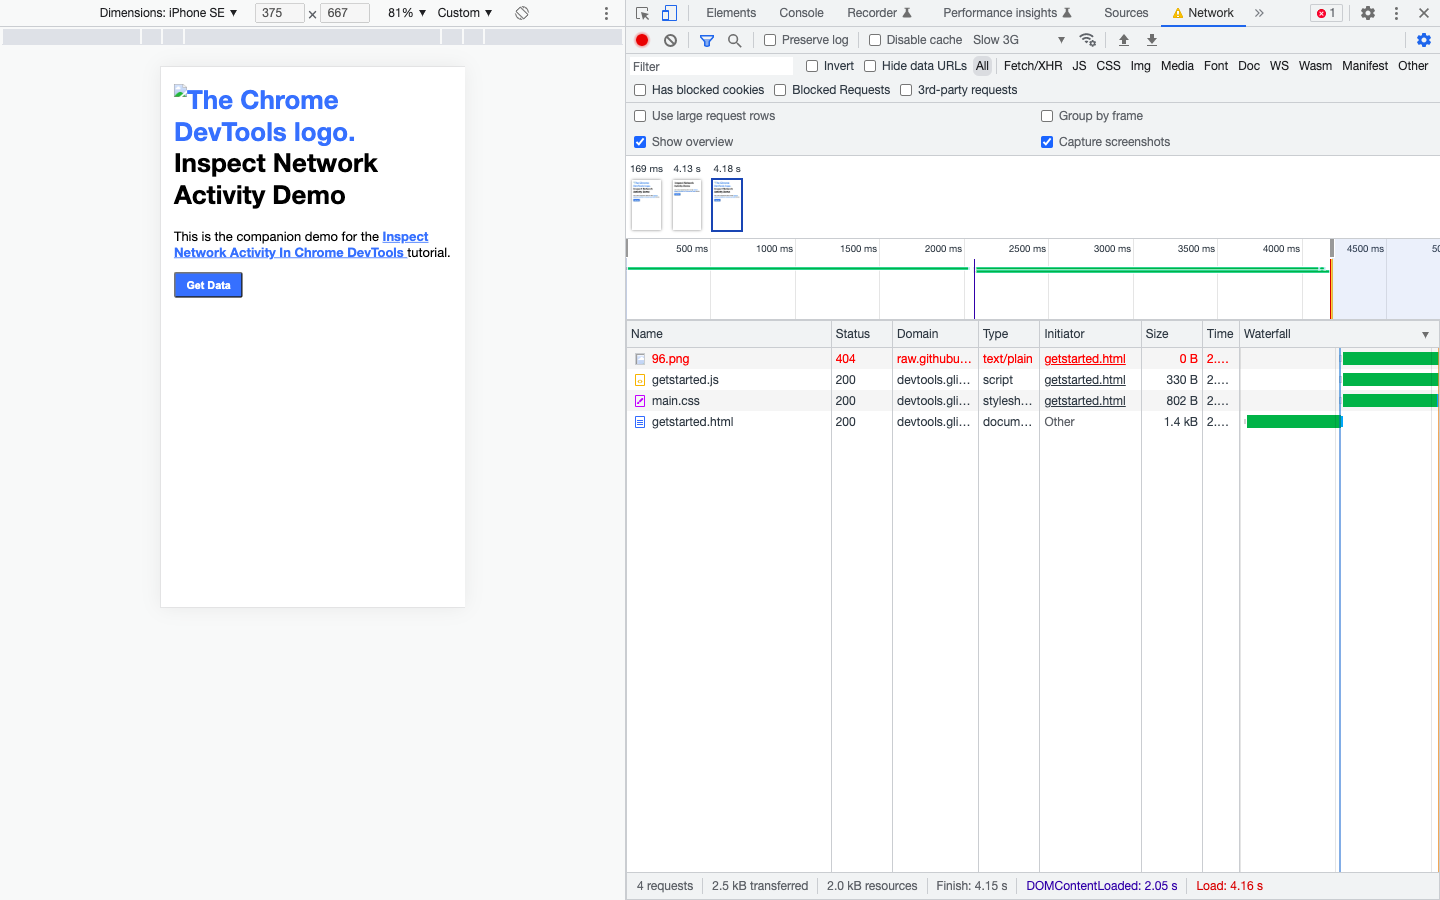 Dimensions: iPhone SE ▼ 375 × 667 81% ▼ Custom ▼
Elements Console Recorder Performance insights Sources Network » 1
Preserve log Disable cache Slow 3G ▼
Filter Invert Hide data URLs All Fetch/XHR JS CSS Img Media Font Doc WS Wasm Manifest Other
Has blocked cookies Blocked Requests 3rd-party requests
Use large request rows Group by frame
Show overview Capture screenshots
The Chrome
DevTools logo.
Inspect Network
Activity Demo
This is the companion demo for the Inspect
Network Activity In Chrome DevTools tutorial.
Get Data
169 ms 4.13 s 4.18 s
500 ms 1000 ms 1500 ms 2000 ms 2500 ms 3000 ms 3500 ms 4000 ms 4500 ms 50
Name Status Domain Type Initiator Size Time Waterfall ▼
96.png 404 raw.githubu… text/plain getstarted.html 0 B 2.…
getstarted.js 200 devtools.gli… script getstarted.html 330 B 2.…
main.css 200 devtools.gli… stylesh… getstarted.html 802 B 2.…
getstarted.html 200 devtools.gli… docum… Other 1.4 kB 2.…
4 requests 2.5 kB transferred 2.0 kB resources Finish: 4.15 s DOMContentLoaded: 2.05 s Load: 4.16 s